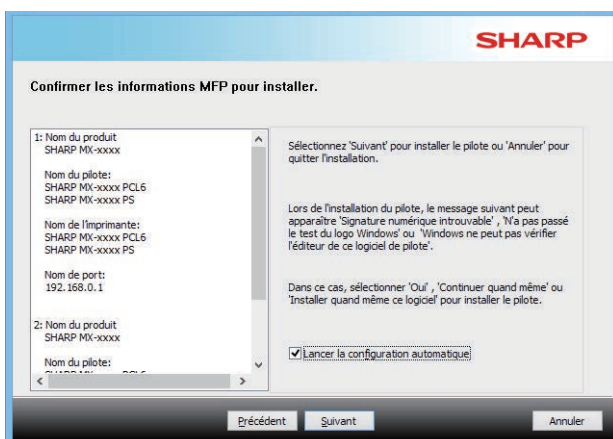 SHARP
Confirmer les informations MFP pour installer.
1: Nom du produit
SHARP MX-xxxx
Nom du pilote:
SHARP MX-xxxx PCL6
SHARP MX-xxxx PS
Nom de l'imprimante:
SHARP MX-xxxx PCL6
SHARP MX-xxxx PS
Nom de port:
192.168.0.1
2: Nom du produit
SHARP MX-xxxx
Nom du pilote:
Sélectionnez 'Suivant' pour installer le pilote ou 'Annuler' pour
quitter l'installation.
Lors de l'installation du pilote, le message suivant peut
apparaître 'Signature numérique introuvable' , 'N'a pas passé
le test du logo Windows' ou 'Windows ne peut pas vérifier
l'éditeur de ce logiciel de pilote'.
Dans ce cas, sélectionner 'Oui' , 'Continuer quand même' ou
'Installer quand même ce logiciel' pour installer le pilote.
Lancer la configuration automatique
Précédent
Suivant
Annuler